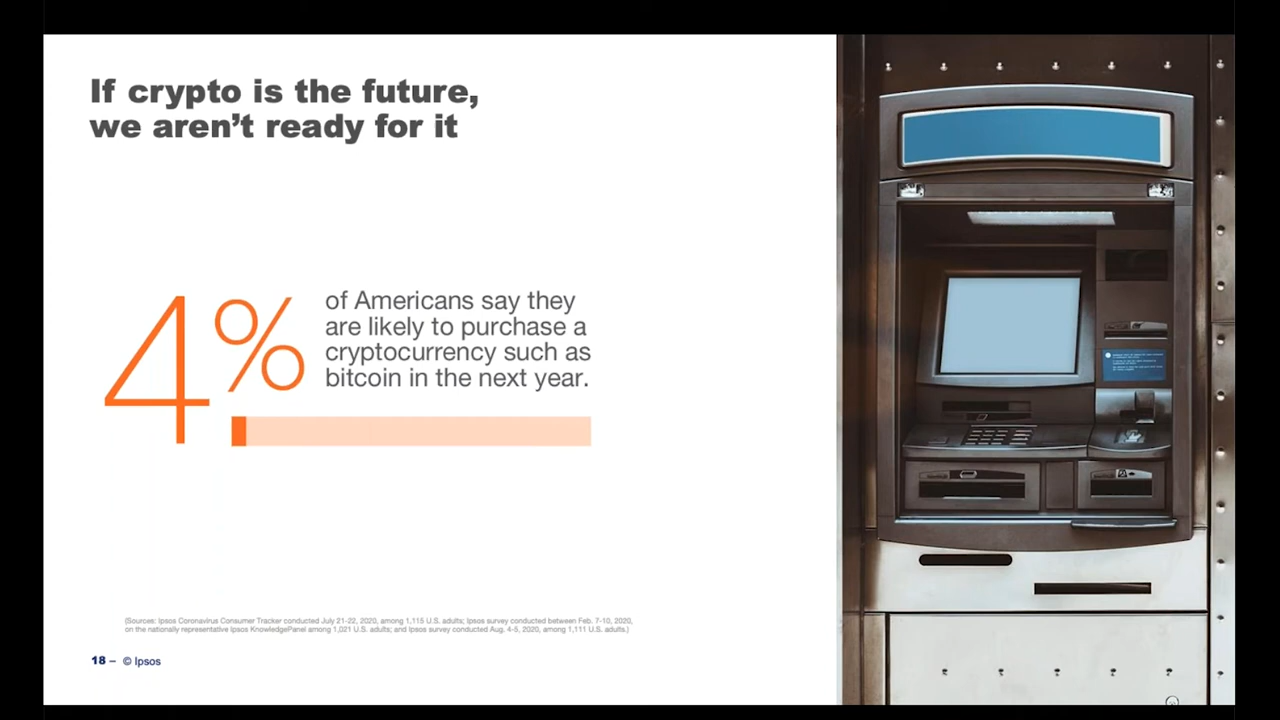 If crypto is the future,
we aren't ready for it
4%
of Americans say they
are likely to purchase a
cryptocurrency such as
bitcoin in the next year.
(Sources: Ipsos Coronavirus Consumer Tracker conducted July 21-22, 2020, among 1,115 U.S. adults; Ipsos survey conducted between Feb. 7-10, 2020,
on the nationally representative Ipsos KnowledgePanel among 1,021 U.S. adults; and Ipsos survey conducted Aug. 4-5, 2020, among 1,111 U.S. adults.)
18 – © Ipsos